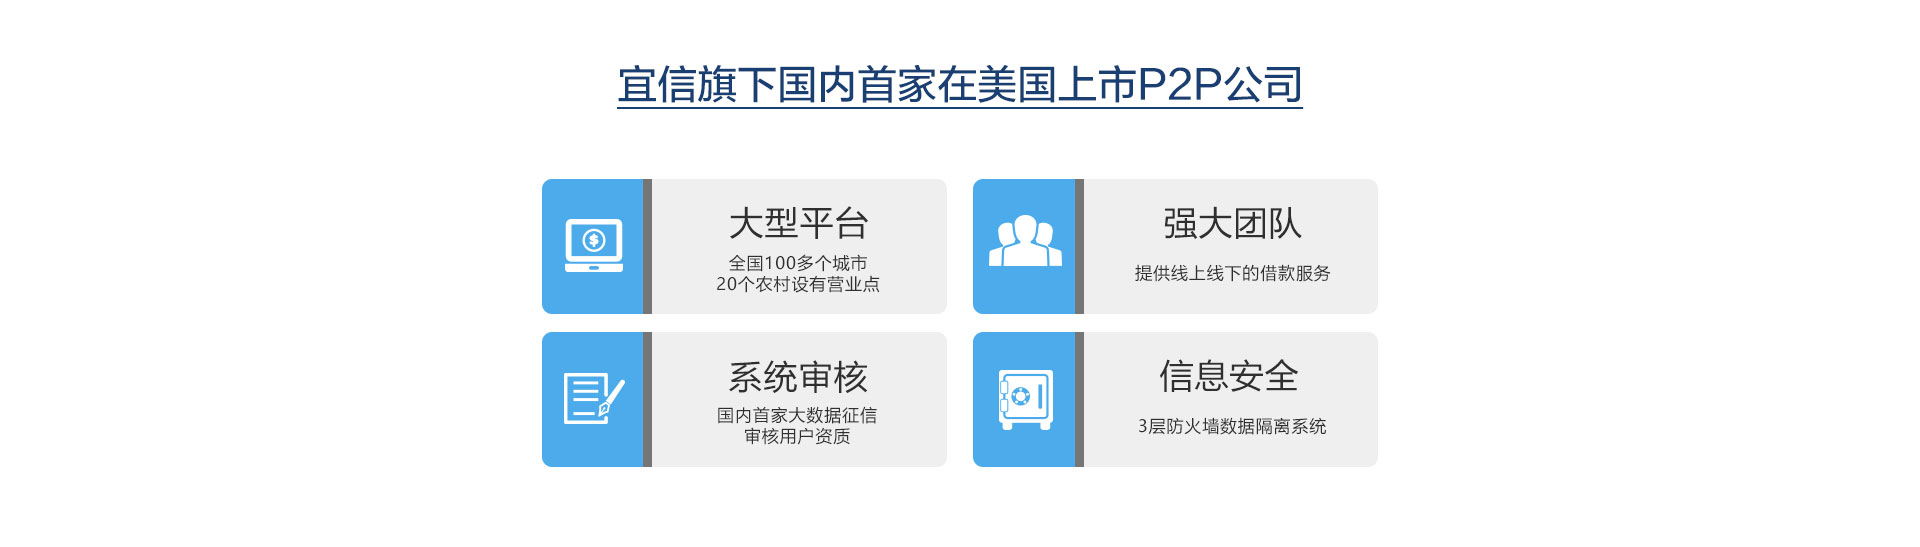 宜信旗下国内首家在美国上市P2P公司
大型平台
全国100多个城市
20个农村设有营业点
强大团队
提供线上线下的借款服务
系统审核
国内首家大数据征信
审核用户资质
信息安全
3层防火墙数据隔离系统